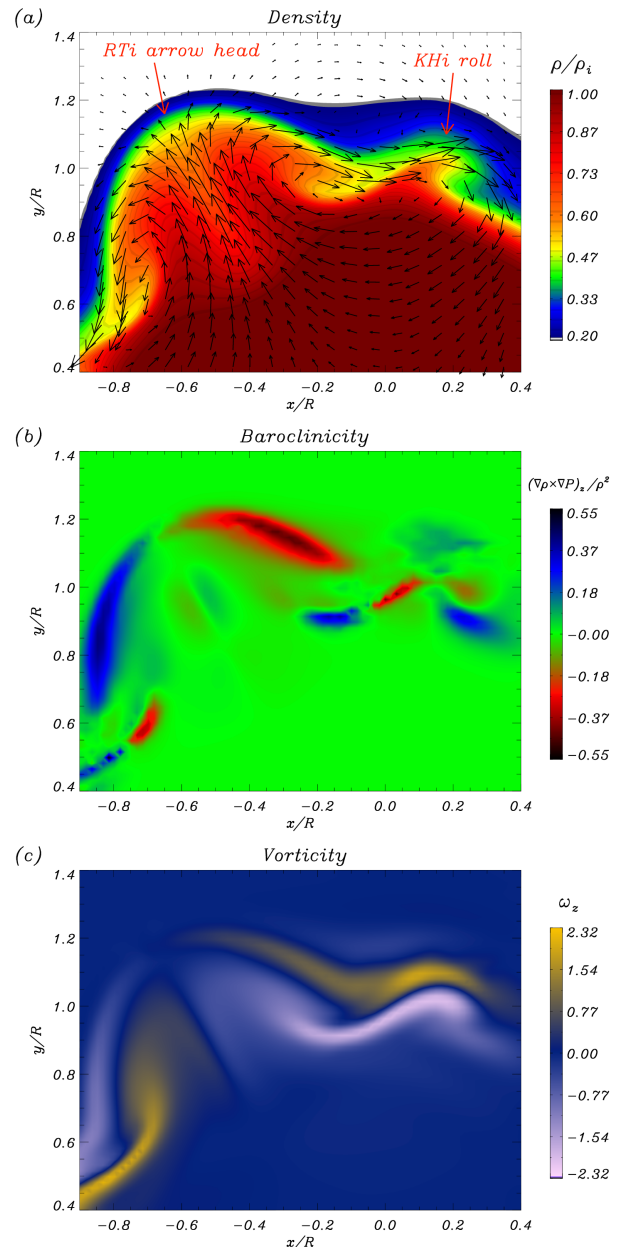 (a)
Density
RTi arrow head
KHi roll
ρ/ρ_i
1.4
1.2
1.0
0.8
0.6
0.4
y/R
−0.8 −0.6 −0.4 −0.2 0.0 0.2 0.4
x/R
1.00
0.87
0.73
0.60
0.47
0.33
0.20
(b)
Baroclinicity
(∇ρ×∇P)_z/ρ²
1.4
1.2
1.0
0.8
0.6
0.4
y/R
−0.8 −0.6 −0.4 −0.2 0.0 0.2 0.4
x/R
0.55
0.37
0.18
−0.00
−0.18
−0.37
−0.55
(c)
Vorticity
ω_z
1.4
1.2
1.0
0.8
0.6
0.4
y/R
−0.8 −0.6 −0.4 −0.2 0.0 0.2 0.4
x/R
2.32
1.54
0.77
0.00
−0.77
−1.54
−2.32